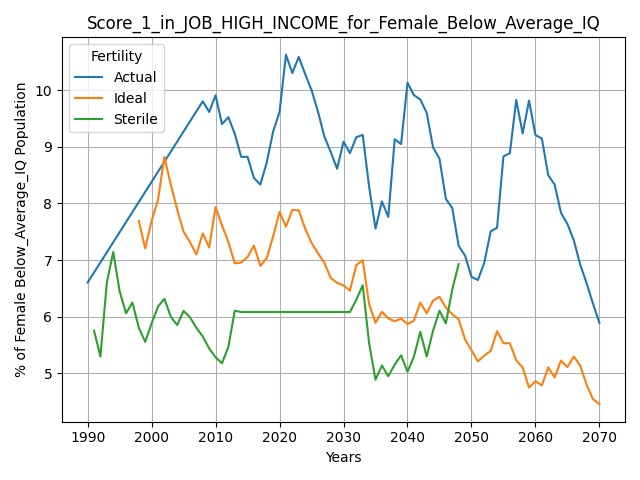 Score_1_in_JOB_HIGH_INCOME_for_Female_Below_Average_IQ
Fertility
Actual
Ideal
Sterile
% of Female Below_Average_IQ Population
10
9
8
7
6
5
1990 2000 2010 2020 2030 2040 2050 2060 2070
Years